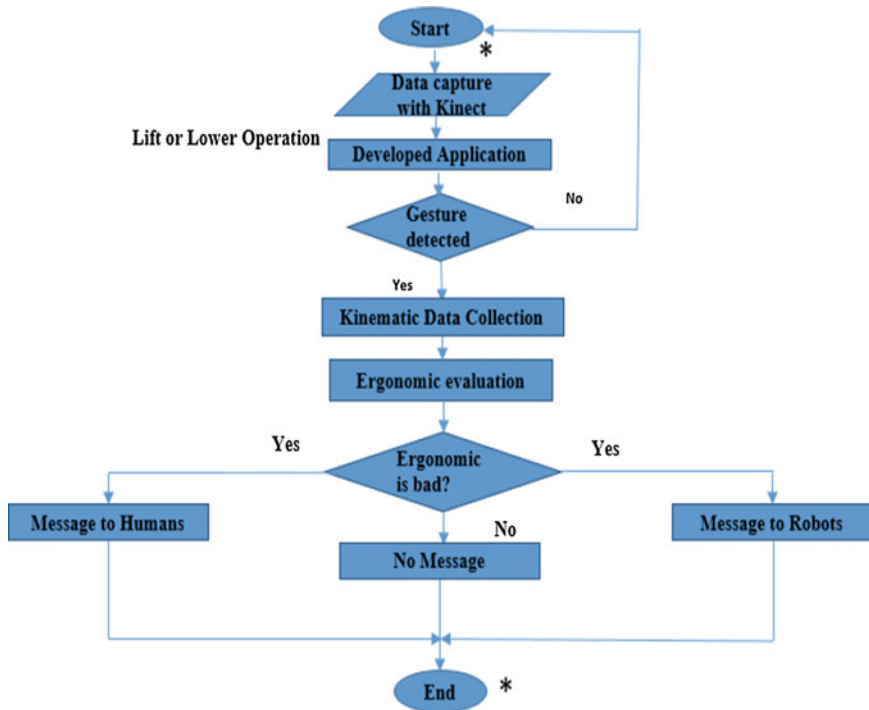 Start
*
Data capture
with Kinect
Lift or Lower Operation
Developed Application
No
Gesture
detected
Yes
Kinematic Data Collection
Ergonomic evaluation
Yes
Yes
Ergonomic
is bad?
Message to Humans
Message to Robots
No
No Message
End
*